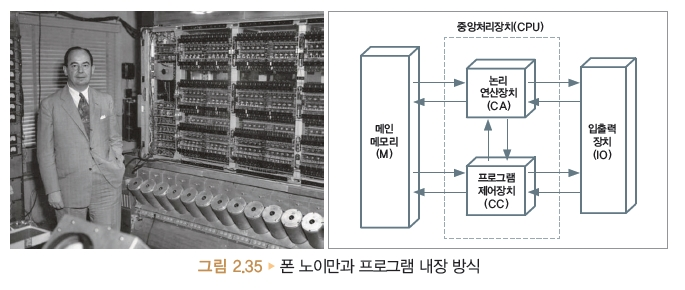 중앙처리장치(CPU)
메인
메모리
(M)
논리
연산장치
(CA)
프로그램
제어장치
(CC)
입출력
장치
(IO)
그림 2.35 ▸ 폰 노이만과 프로그램 내장 방식